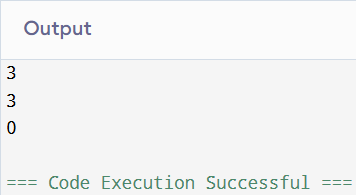 Output
3
3
0
=== Code Execution Successful ===